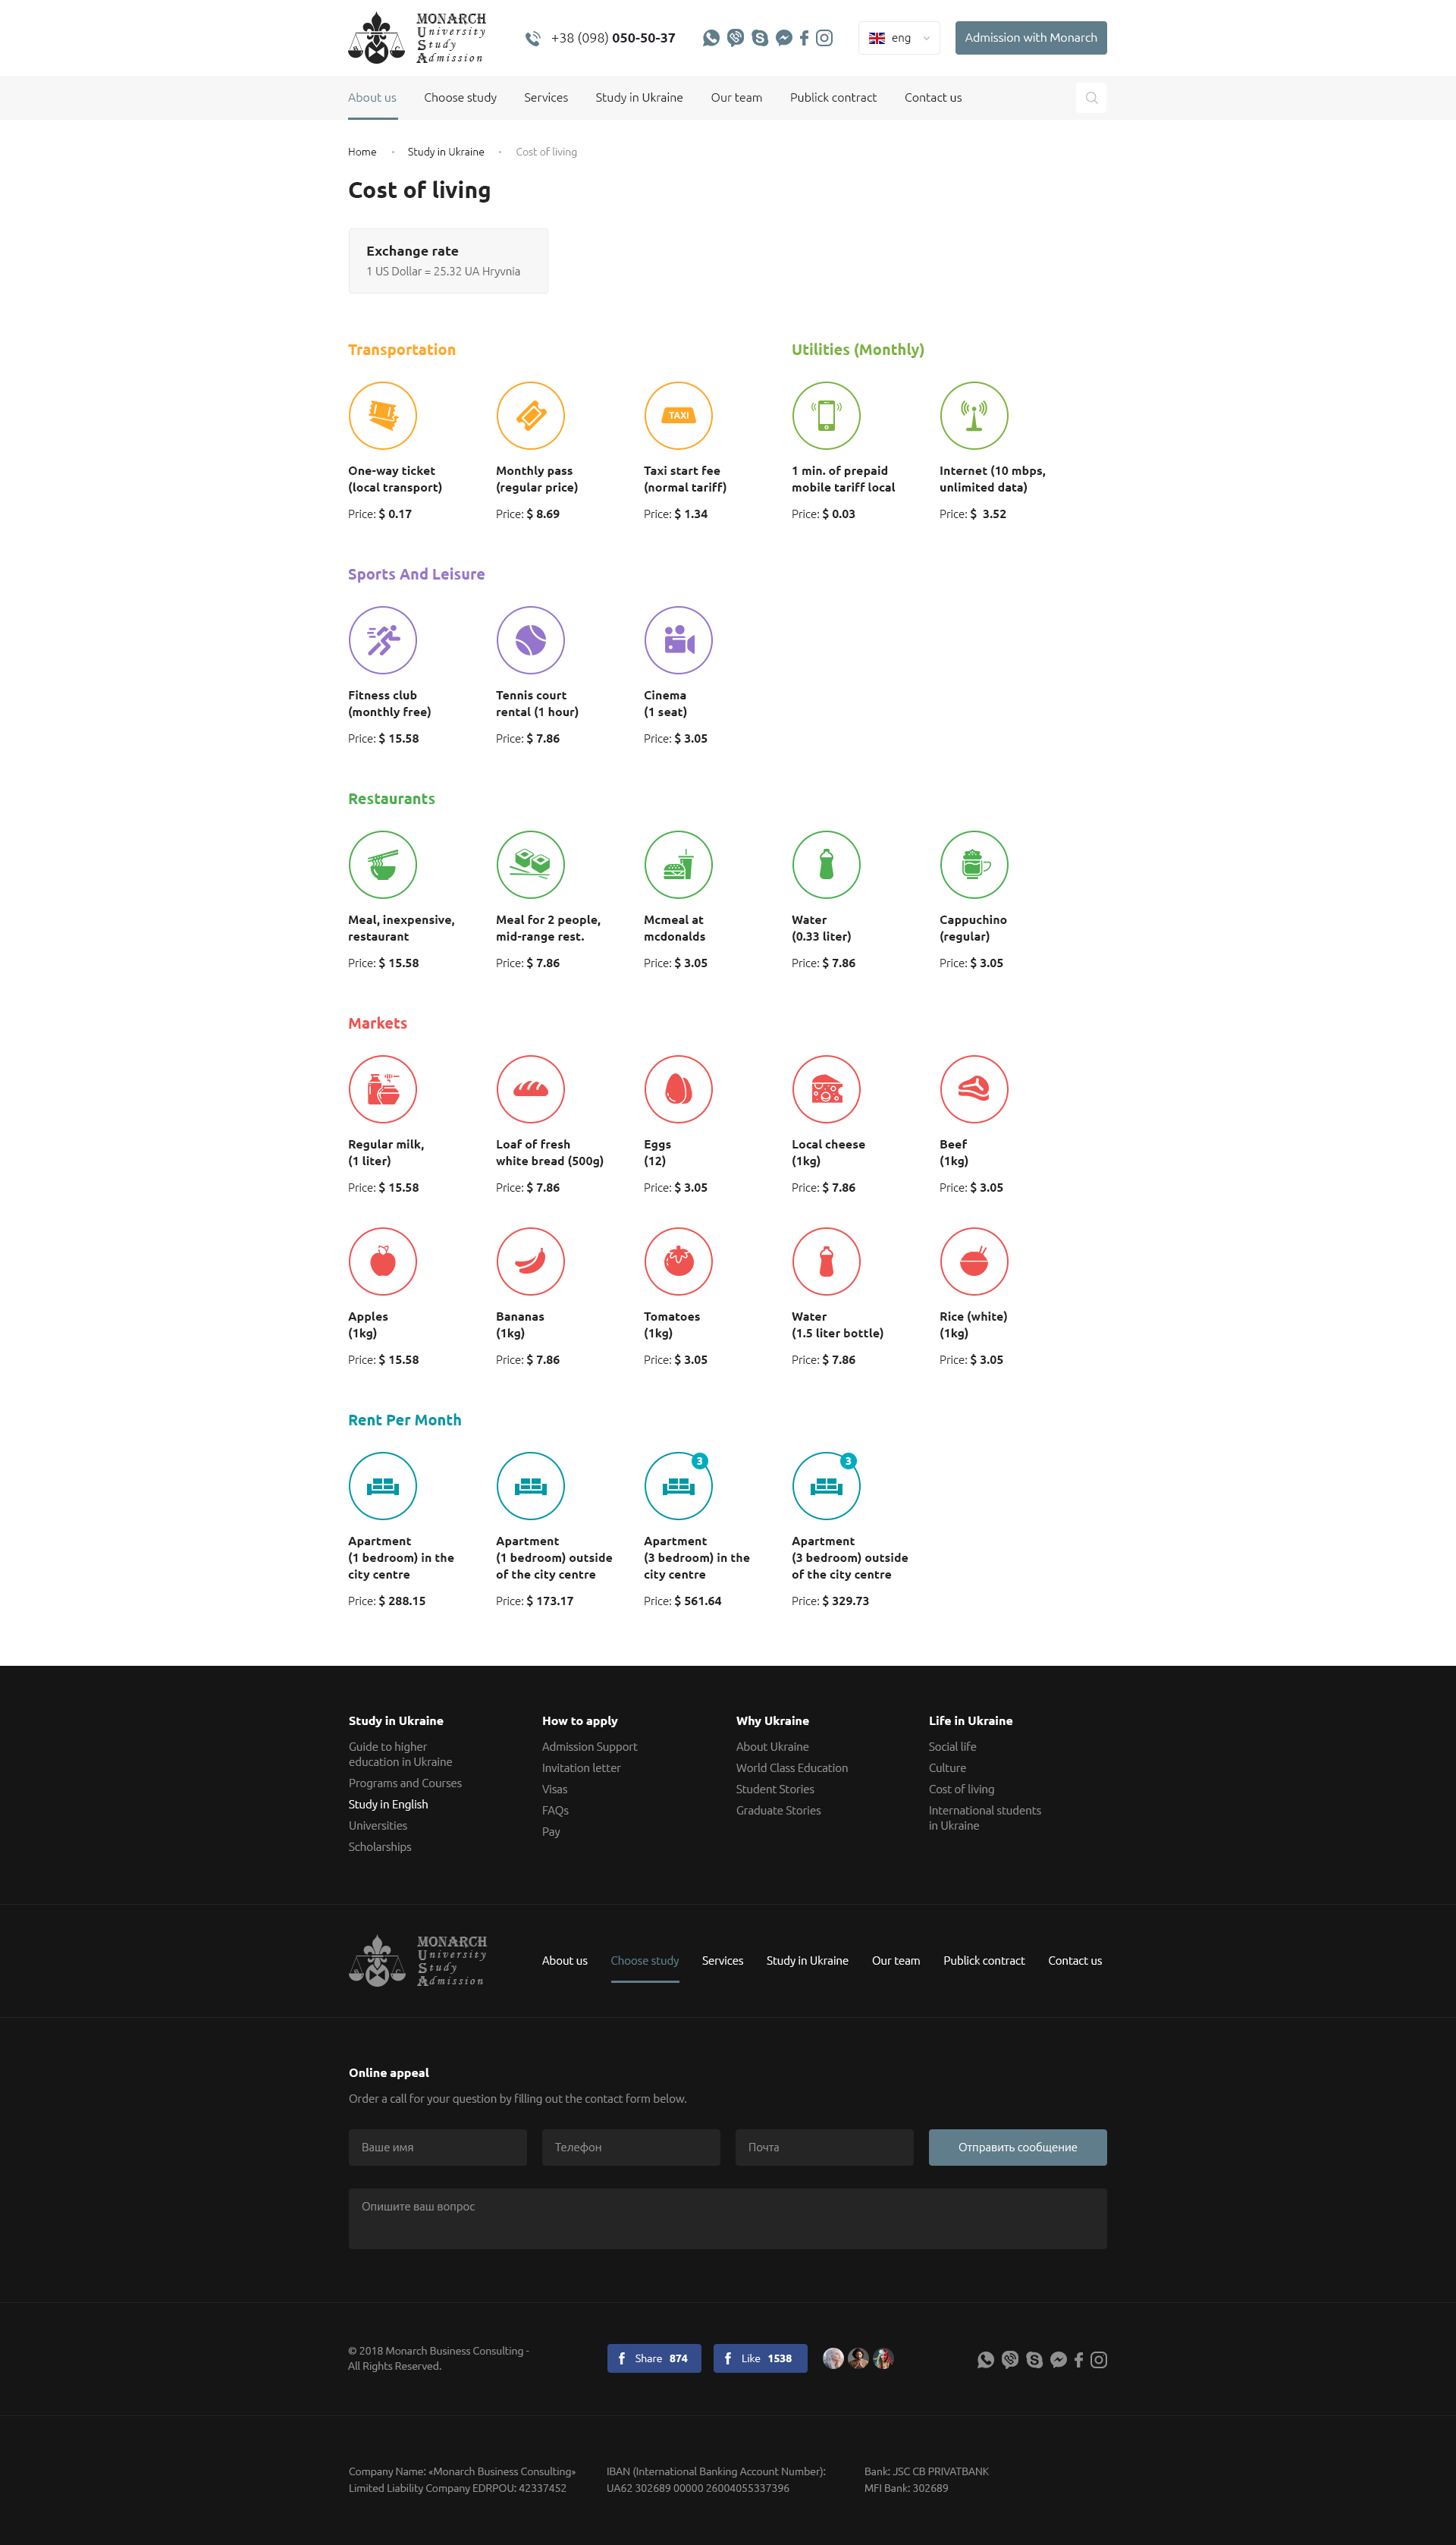 MONARCH
University
Study
Admission
+38 (098) 050-50-37
eng
Admission with Monarch
About us
Choose study
Services
Study in Ukraine
Our team
Publick contract
Contact us
Home
Study in Ukraine
Cost of living
Cost of living
Exchange rate
1 US Dollar = 25.32 UA Hryvnia
Transportation
TAXI
One-way ticket
(local transport)
Price: $ 0.17
Monthly pass
(regular price)
Price: $ 8.69
Taxi start fee
(normal tariff)
Price: $ 1.34
Utilities (Monthly)
1 min. of prepaid
mobile tariff local
Price: $ 0.03
Internet (10 mbps,
unlimited data)
Price: $ 3.52
Sports And Leisure
Fitness club
(monthly free)
Price: $ 15.58
Tennis court
rental (1 hour)
Price: $ 7.86
Cinema
(1 seat)
Price: $ 3.05
Restaurants
Meal, inexpensive,
restaurant
Price: $ 15.58
Meal for 2 people,
mid-range rest.
Price: $ 7.86
Mcmeal at
mcdonalds
Price: $ 3.05
Water
(0.33 liter)
Price: $ 7.86
Cappuchino
(regular)
Price: $ 3.05
Markets
Regular milk,
(1 liter)
Price: $ 15.58
Loaf of fresh
white bread (500g)
Price: $ 7.86
Eggs
(12)
Price: $ 3.05
Local cheese
(1kg)
Price: $ 7.86
Beef
(1kg)
Price: $ 3.05
Apples
(1kg)
Price: $ 15.58
Bananas
(1kg)
Price: $ 7.86
Tomatoes
(1kg)
Price: $ 3.05
Water
(1.5 liter bottle)
Price: $ 7.86
Rice (white)
(1kg)
Price: $ 3.05
Rent Per Month
Apartment
(1 bedroom) in the
city centre
Price: $ 288.15
Apartment
(1 bedroom) outside
of the city centre
Price: $ 173.17
3
Apartment
(3 bedroom) in the
city centre
Price: $ 561.64
3
Apartment
(3 bedroom) outside
of the city centre
Price: $ 329.73
Study in Ukraine
Guide to higher
education in Ukraine
Programs and Courses
Study in English
Universities
Scholarships
How to apply
Admission Support
Invitation letter
Visas
FAQs
Pay
Why Ukraine
About Ukraine
World Class Education
Student Stories
Graduate Stories
Life in Ukraine
Social life
Culture
Cost of living
International students
in Ukraine
MONARCH
University
Study
Admission
About us
Choose study
Services
Study in Ukraine
Our team
Publick contract
Contact us
Online appeal
Order a call for your question by filling out the contact form below.
Ваше имя
Телефон
Почта
Отправить сообщение
Опишите ваш вопрос
© 2018 Monarch Business Consulting -
All Rights Reserved.
Share 874
Like 1538
Company Name: «Monarch Business Consulting»
Limited Liability Company EDRPOU: 42337452
IBAN (International Banking Account Number):
UA62 302689 00000 26004055337396
Bank: JSC CB PRIVATBANK
MFI Bank: 302689